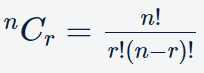 ⁿCᵣ = n! / r!(n−r)!